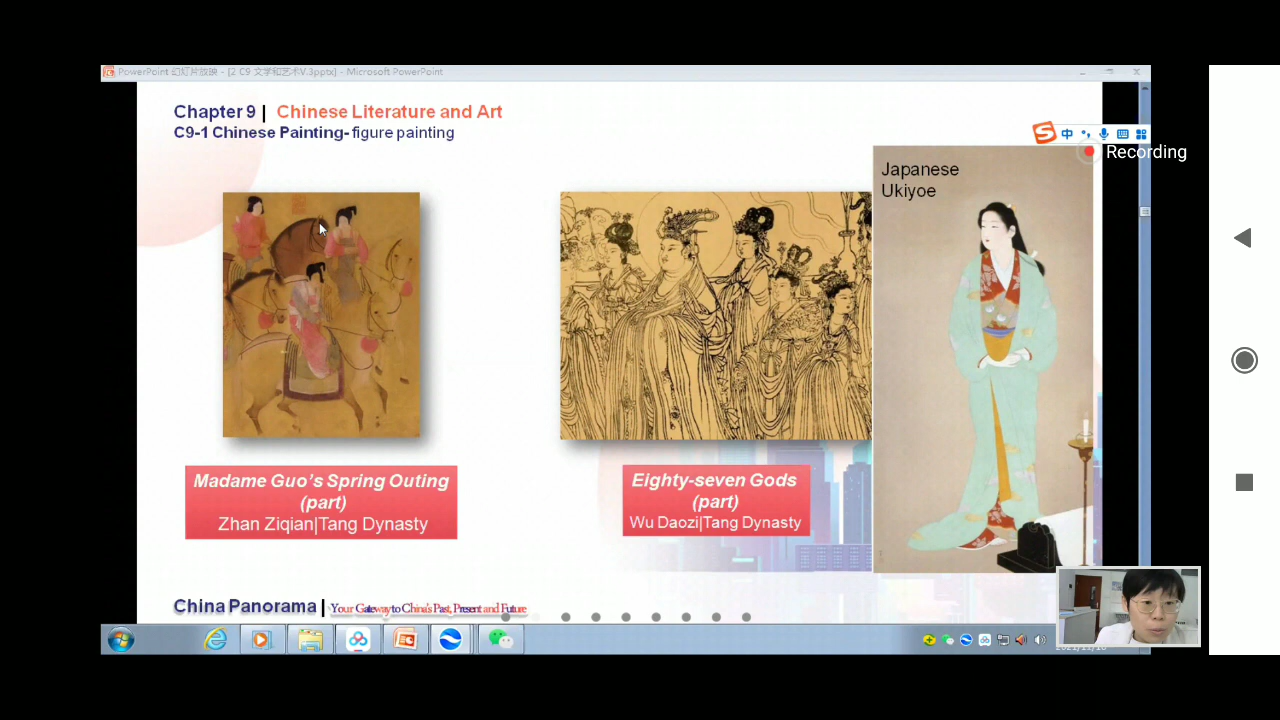 PowerPoint 幻灯片放映 - [2 C9 文学和艺术V.3pptx] - Microsoft PowerPoint
Chapter 9 | Chinese Literature and Art
C9-1 Chinese Painting- figure painting
中
Recording
Japanese
Ukiyoe
Madame Guo's Spring Outing
(part)
Zhan Ziqian|Tang Dynasty
Eighty-seven Gods
(part)
Wu Daozi|Tang Dynasty
China Panorama | Your Gateway to China's Past, Present and Future